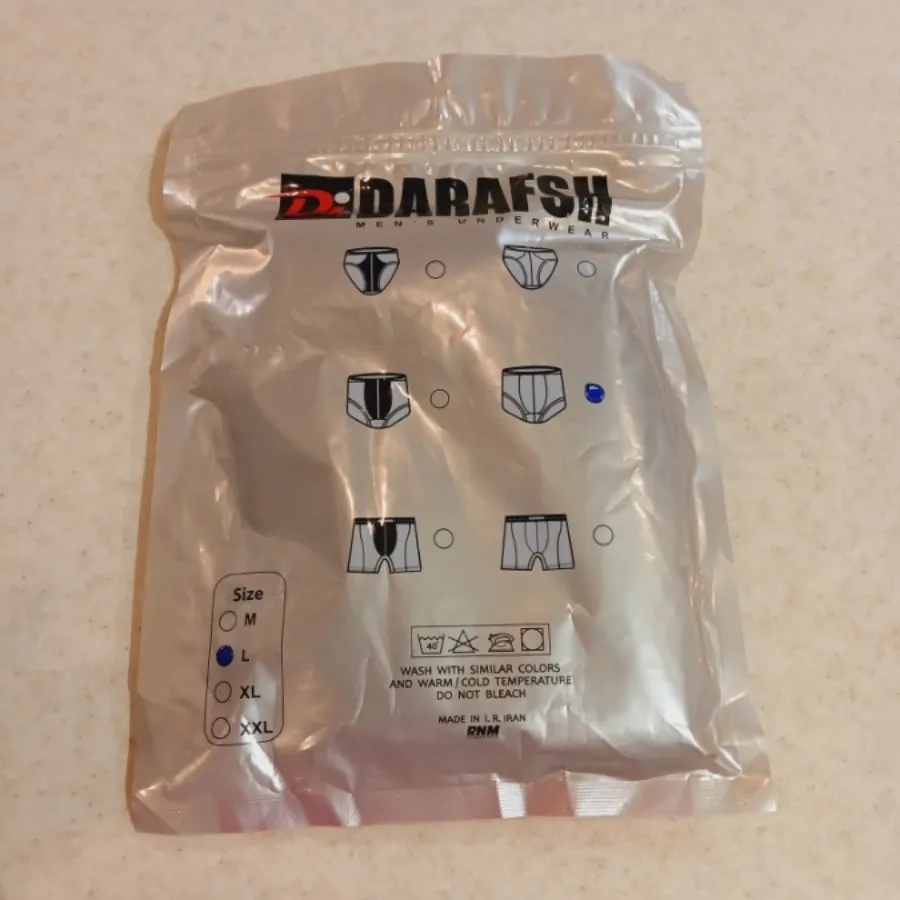 D. DARAFSH
MEN'S UNDERWEAR
Size
M
L
XL
XXL
40°
WASH WITH SIMILAR COLORS
AND WARM/COLD TEMPERATURE
DO NOT BLEACH
MADE IN I. R. IRAN
RNM